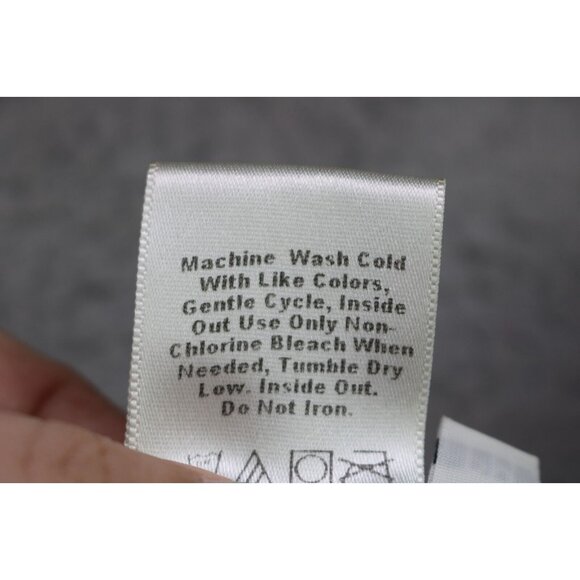 Machine Wash Cold
With Like Colors,
Gentle Cycle, Inside
Out Use Only Non-
Chlorine Bleach When
Needed, Tumble Dry
Low. Inside Out.
Do Not Iron.